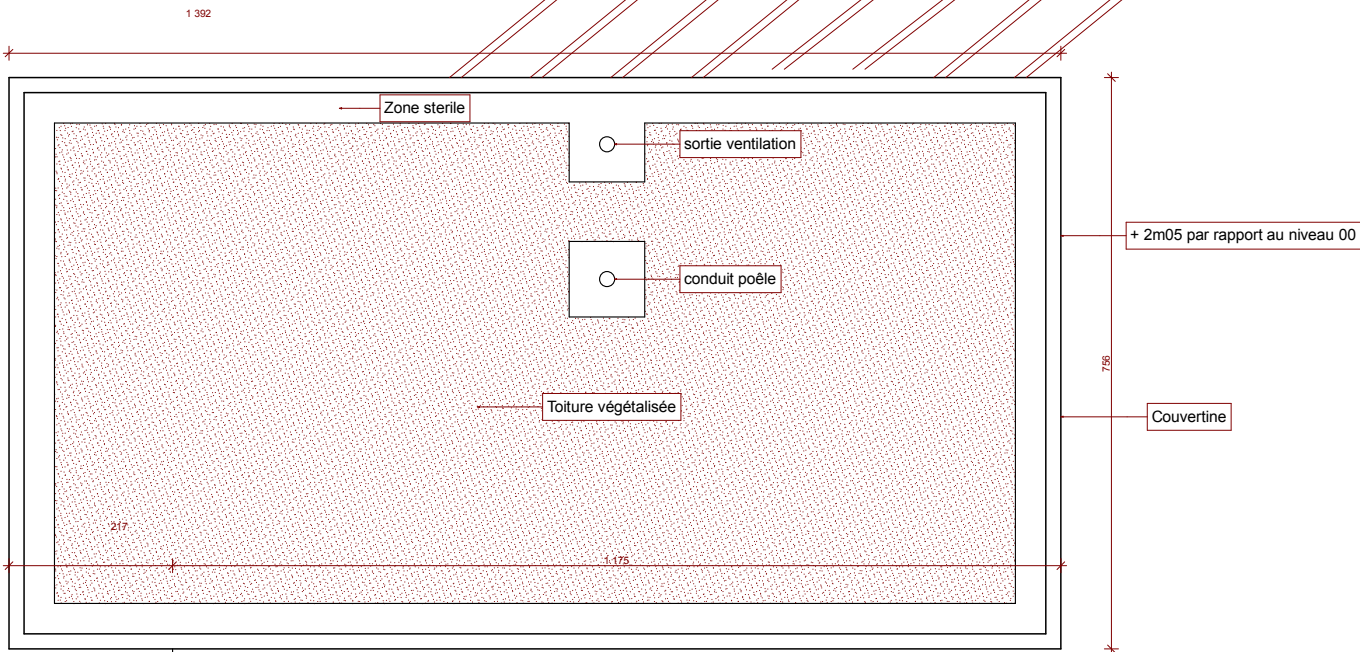 1 392
Zone sterile
sortie ventilation
+ 2m05 par rapport au niveau 00
conduit poêle
756
Toiture végétalisée
Couvertine
217
1 175